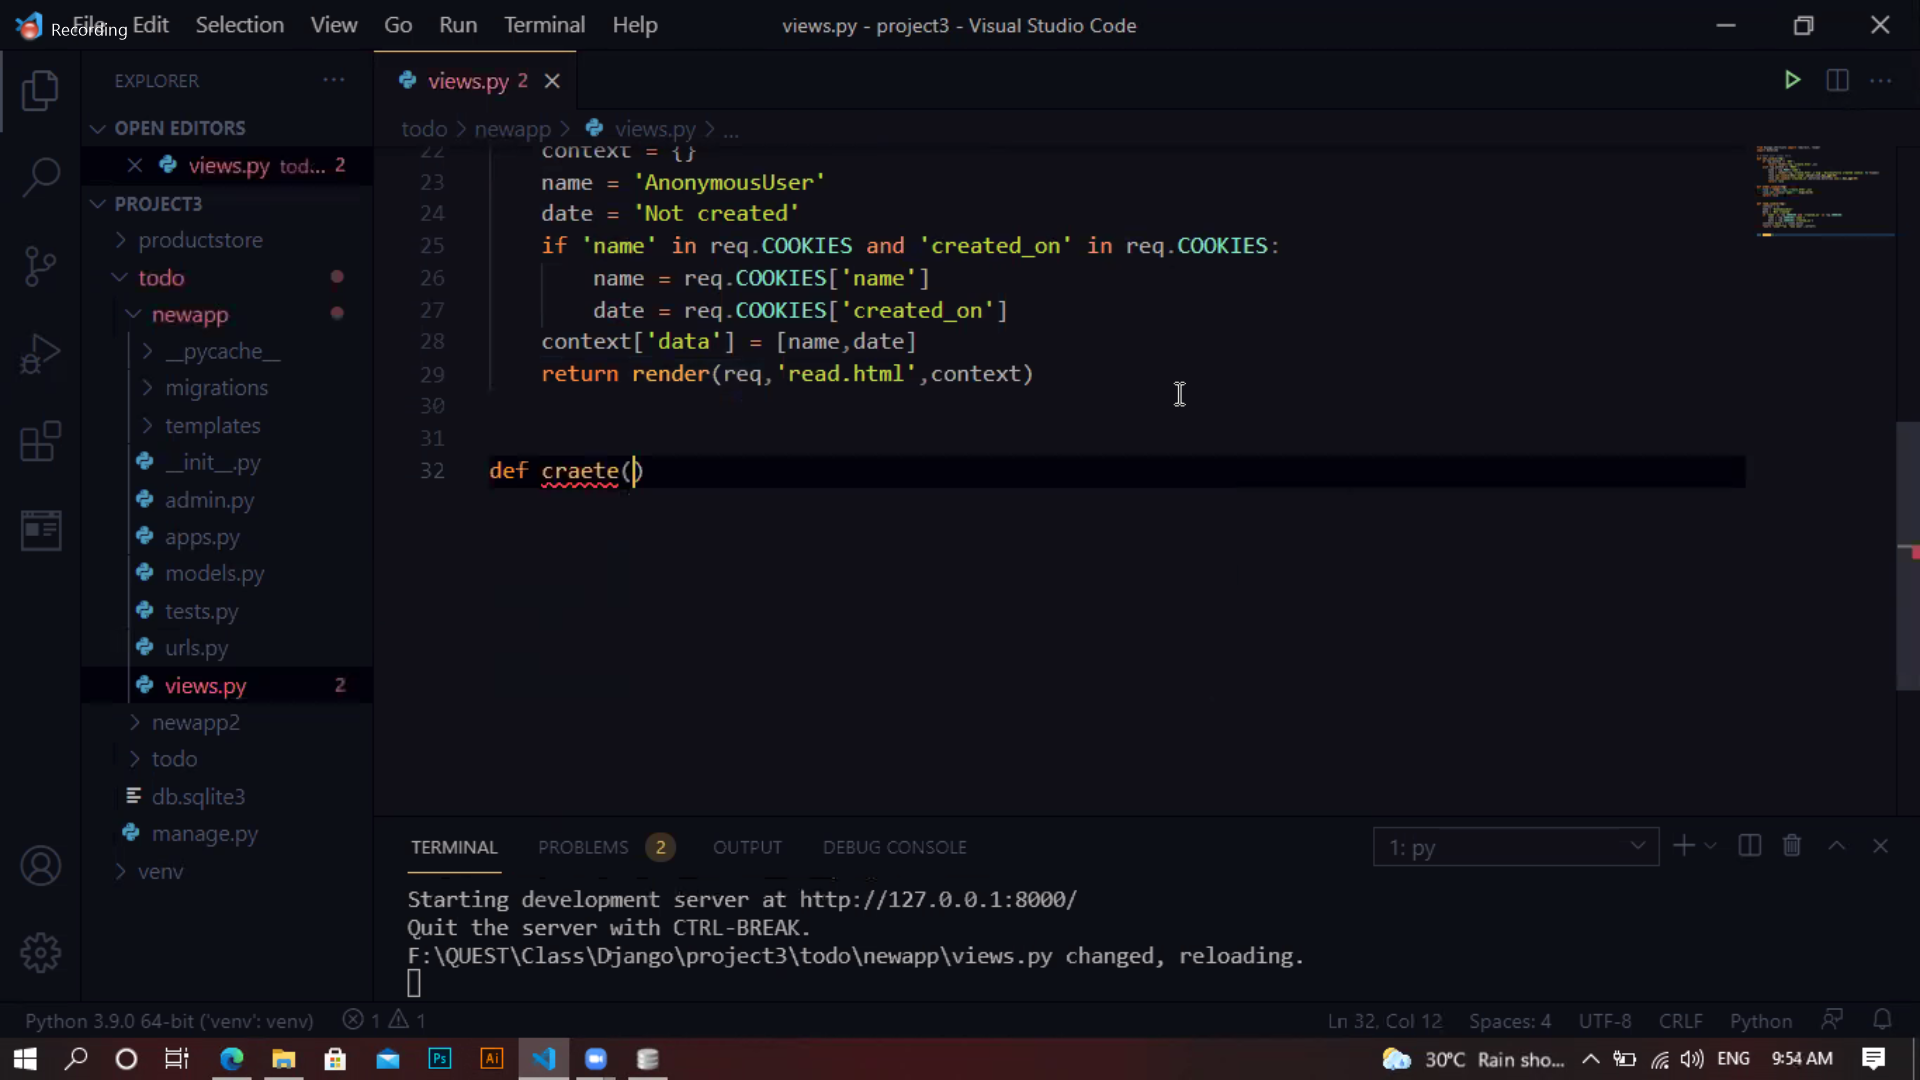 Recording
File Edit Selection View Go Run Terminal Help
views.py - project3 - Visual Studio Code
EXPLORER
OPEN EDITORS
views.py tod... 2
PROJECT3
productstore
todo
newapp
__pycache__
migrations
templates
__init__.py
admin.py
apps.py
models.py
tests.py
urls.py
views.py 2
newapp2
todo
db.sqlite3
manage.py
venv
views.py 2
todo > newapp > views.py > ...
22 context = {}
23 name = 'AnonymousUser'
24 date = 'Not created'
25 if 'name' in req.COOKIES and 'created_on' in req.COOKIES:
26 name = req.COOKIES['name']
27 date = req.COOKIES['created_on']
28 context['data'] = [name,date]
29 return render(req,'read.html',context)
30
31
32 def craete()
TERMINAL PROBLEMS 2 OUTPUT DEBUG CONSOLE 1: py
Starting development server at http://127.0.0.1:8000/
Quit the server with CTRL-BREAK.
F:\QUEST\Class\Django\project3\todo\newapp\views.py changed, reloading.
Python 3.9.0 64-bit ('venv': venv) 1 1 Ln 32, Col 12 Spaces: 4 UTF-8 CRLF Python
Ps Ai 30°C Rain sho... ENG 9:54 AM